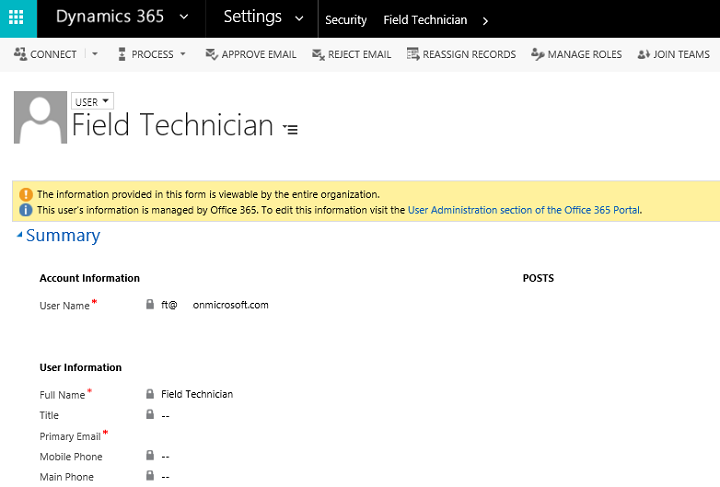 Dynamics 365 Settings Security Field Technician
CONNECT PROCESS APPROVE EMAIL REJECT EMAIL REASSIGN RECORDS MANAGE ROLES JOIN TEAMS
USER
Field Technician
The information provided in this form is viewable by the entire organization.
This user's information is managed by Office 365. To edit this information visit the User Administration section of the Office 365 Portal.
Summary
Account Information POSTS
User Name* ft@ onmicrosoft.com
User Information
Full Name* Field Technician
Title --
Primary Email*
Mobile Phone --
Main Phone --